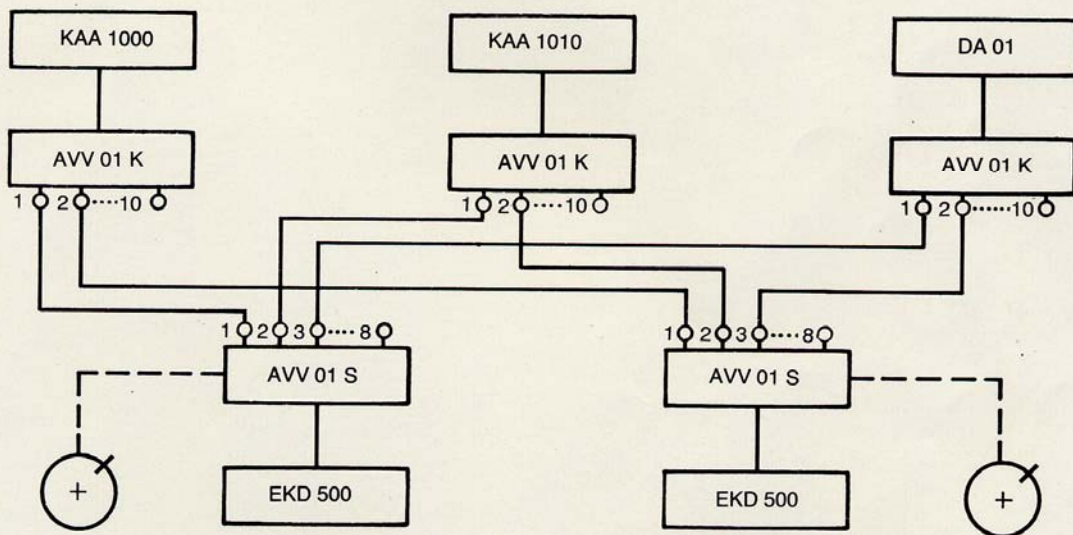 KAA 1000
KAA 1010
DA 01
AVV 01 K
AVV 01 K
AVV 01 K
1 2 ····10
1 2 ····10
1 2 ······10
1 2 3 ···· 8
1 2 3 ···· 8
AVV 01 S
AVV 01 S
EKD 500
EKD 500
+
+